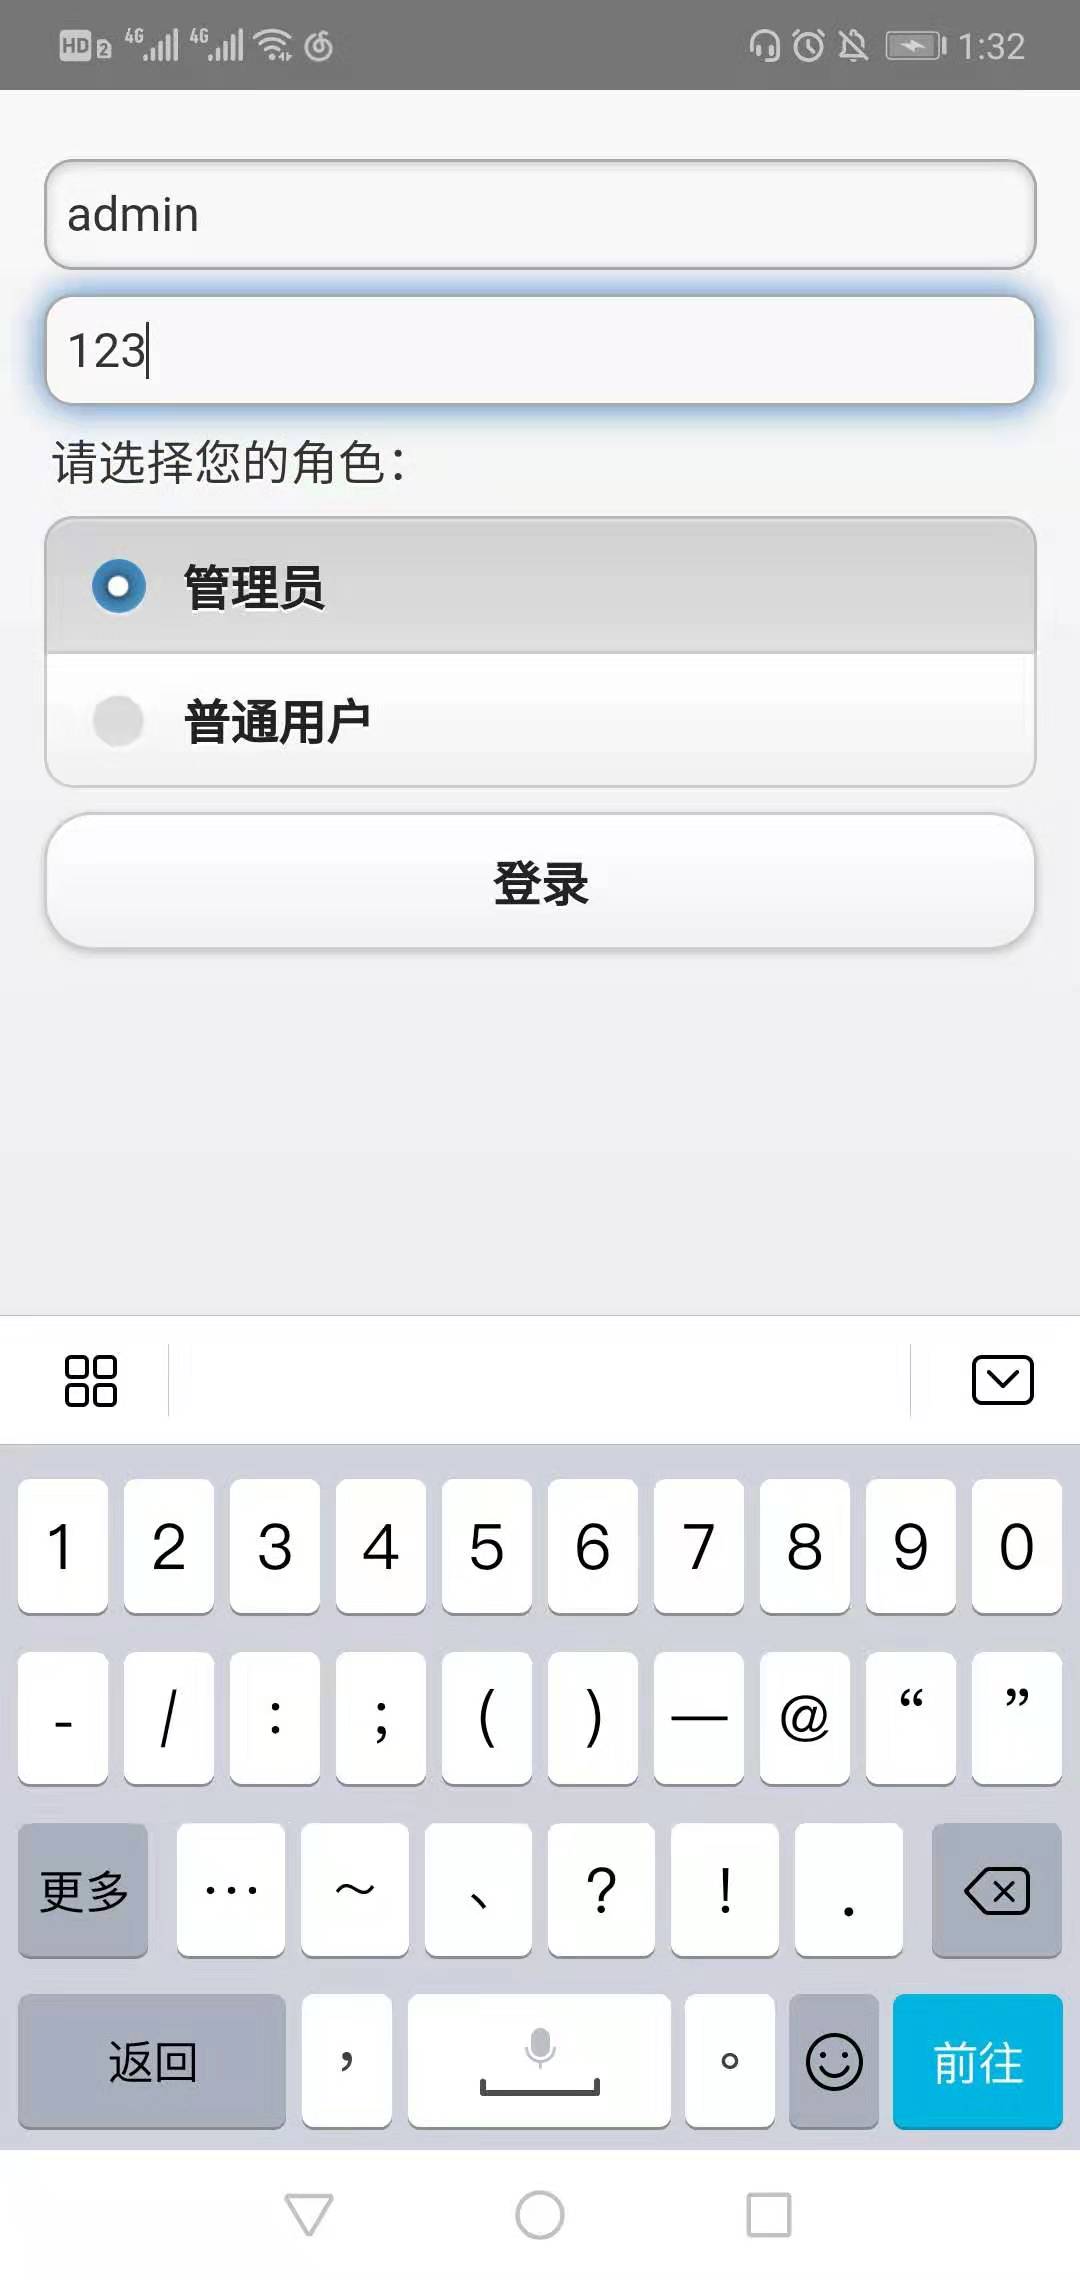 HD 2 4G 4G 1:32
admin
123
请选择您的角色：
管理员
普通用户
登录
1 2 3 4 5 6 7 8 9 0
- / : ; ( ) — @ “ ”
更多 … ～ 、 ? ! .
返回 ， 。 前往